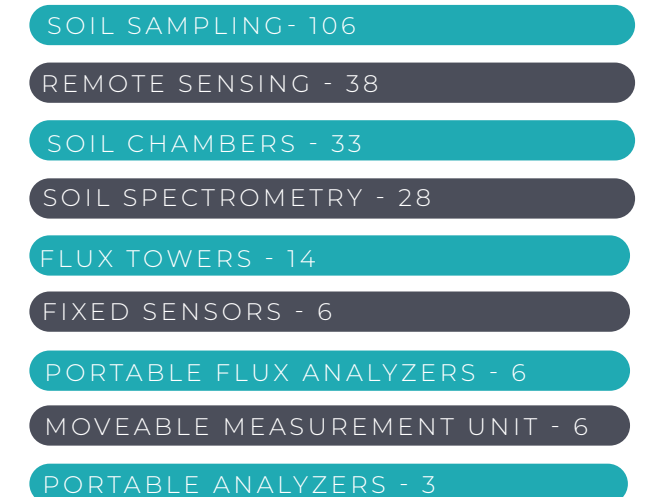 SOIL SAMPLING- 106
REMOTE SENSING - 38
SOIL CHAMBERS - 33
SOIL SPECTROMETRY - 28
FLUX TOWERS - 14
FIXED SENSORS - 6
PORTABLE FLUX ANALYZERS - 6
MOVEABLE MEASUREMENT UNIT - 6
PORTABLE ANALYZERS - 3